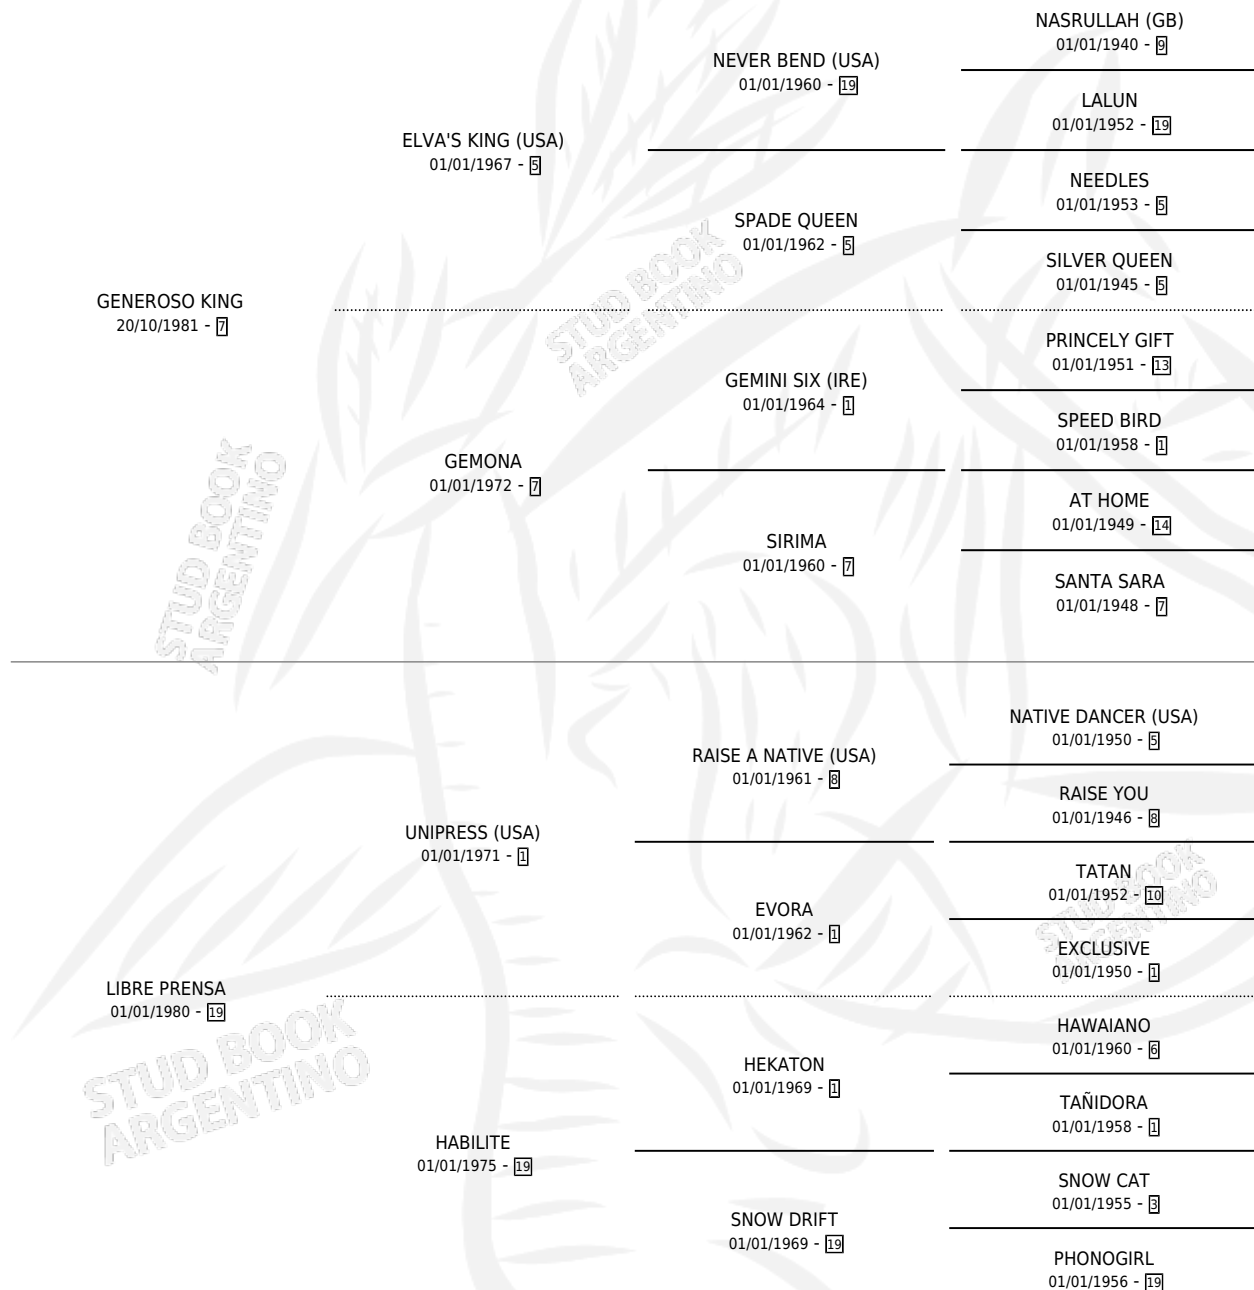 NASRULLAH (GB)
01/01/1940 - 9
NEVER BEND (USA)
01/01/1960 - 19
LALUN
01/01/1952 - 19
ELVA'S KING (USA)
01/01/1967 - 5
NEEDLES
01/01/1953 - 5
SPADE QUEEN
01/01/1962 - 5
SILVER QUEEN
01/01/1945 - 5
GENEROSO KING
20/10/1981 - 7
PRINCELY GIFT
01/01/1951 - 13
GEMINI SIX (IRE)
01/01/1964 - 1
SPEED BIRD
01/01/1958 - 1
GEMONA
01/01/1972 - 7
AT HOME
01/01/1949 - 14
SIRIMA
01/01/1960 - 7
SANTA SARA
01/01/1948 - 7
STUD BOOK
ARGENTINO
STUD BOOK
ARGENTINO
NATIVE DANCER (USA)
01/01/1950 - 5
RAISE A NATIVE (USA)
01/01/1961 - 8
RAISE YOU
01/01/1946 - 8
UNIPRESS (USA)
01/01/1971 - 1
TATAN
01/01/1952 - 10
EVORA
01/01/1962 - 1
EXCLUSIVE
01/01/1950 - 1
LIBRE PRENSA
01/01/1980 - 19
HAWAIANO
01/01/1960 - 6
HEKATON
01/01/1969 - 1
TAÑIDORA
01/01/1958 - 1
HABILITE
01/01/1975 - 19
SNOW CAT
01/01/1955 - 3
SNOW DRIFT
01/01/1969 - 19
PHONOGIRL
01/01/1956 - 19
STUD BOOK
ARGENTINO
STUD BOOK
ARGENTINO